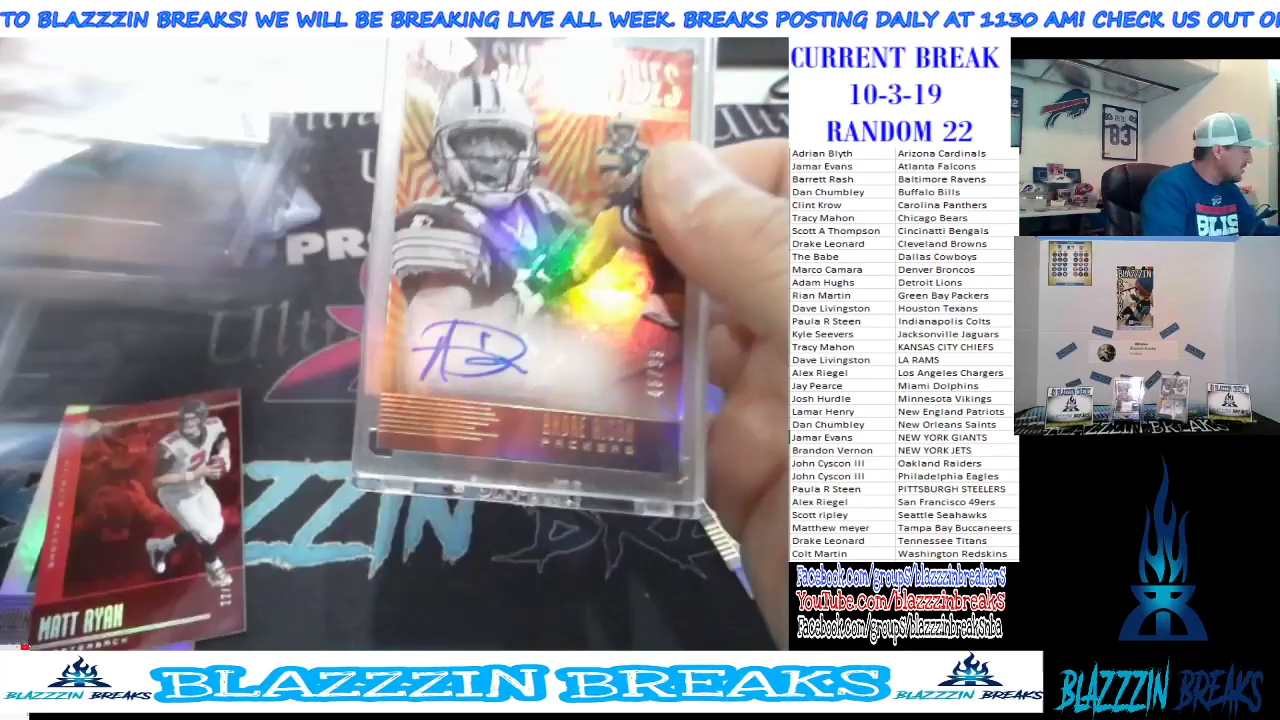 TO BLAZZZIN BREAKS! WE WILL BE BREAKING LIVE ALL WEEK. BREAKS POSTING DAILY AT 1130 AM! CHECK US OUT O
CURRENT BREAK
10-3-19
RANDOM 22
Adrian Blyth Arizona Cardinals
Jamar Evans Atlanta Falcons
Barrett Rash Baltimore Ravens
Dan Chumbley Buffalo Bills
Clint Krow Carolina Panthers
Tracy Mahon Chicago Bears
Scott A Thompson Cincinatti Bengals
Drake Leonard Cleveland Browns
The Babe Dallas Cowboys
Marco Camara Denver Broncos
Adam Hughs Detroit Lions
Rian Martin Green Bay Packers
Dave Livingston Houston Texans
Paula R Steen Indianapolis Colts
Kyle Seevers Jacksonville Jaguars
Tracy Mahon KANSAS CITY CHIEFS
Dave Livingston LA RAMS
Alex Riegel Los Angeles Chargers
Jay Pearce Miami Dolphins
Josh Hurdle Minnesota Vikings
Lamar Henry New England Patriots
Dan Chumbley New Orleans Saints
Jamar Evans NEW YORK GIANTS
Brandon Vernon NEW YORK JETS
John Cyscon III Oakland Raiders
John Cyscon III Philadelphia Eagles
Paula R Steen PITTSBURGH STEELERS
Alex Riegel San Francisco 49ers
Scott ripley Seattle Seahawks
Matthew meyer Tampa Bay Buccaneers
Drake Leonard Tennessee Titans
Colt Martin Washington Redskins
Facebook.com/groups/blazzzinbreakers
YouTube.com/blazzzinbreaks
Facebook.com/groups/blazzzinbreaksnba
MATT RYAN
83
BLAZZZIN BREAKS
BLAZZZIN BREAKS
BLAZZZIN BREAKS
BLAZZZIN BREAKS